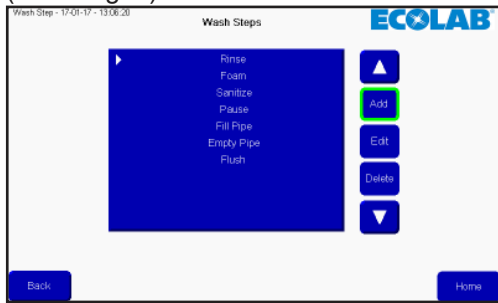 Wash Step - 17-01-17 - 13:06:20
Wash Steps
ECOLAB®
Rinse
Foam
Sanitize
Pause
Fill Pipe
Empty Pipe
Flush
Add
Edit
Delete
Back
Home